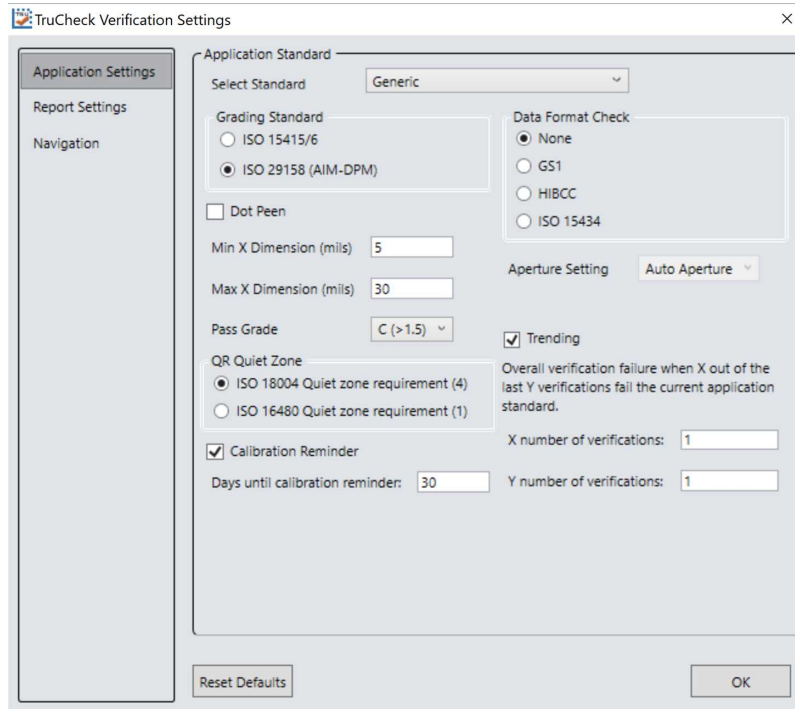 TruCheck Verification Settings
Application Settings
Report Settings
Navigation
Application Standard
Select Standard
Generic
Grading Standard
ISO 15415/6
ISO 29158 (AIM-DPM)
Dot Peen
Min X Dimension (mils)
5
Max X Dimension (mils)
30
Pass Grade
C (>1.5)
QR Quiet Zone
ISO 18004 Quiet zone requirement (4)
ISO 16480 Quiet zone requirement (1)
Calibration Reminder
Days until calibration reminder:
30
Data Format Check
None
GS1
HIBCC
ISO 15434
Aperture Setting
Auto Aperture
Trending
Overall verification failure when X out of the
last Y verifications fail the current application
standard.
X number of verifications:
1
Y number of verifications:
1
Reset Defaults
OK